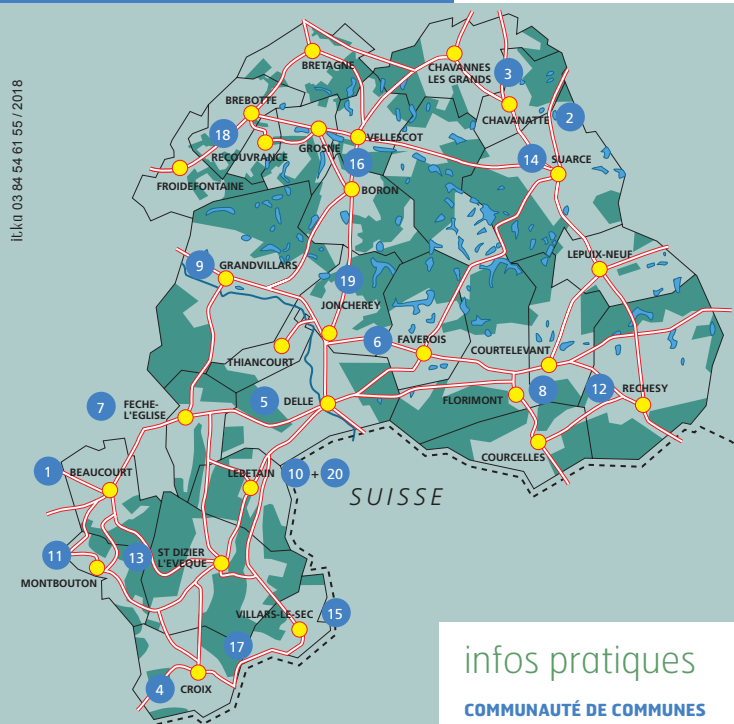 it.ka 03 84 54 61 55 / 2018
BRETAGNE
CHAVANNES
LES GRANDS
3
CHAVANATTE
2
BREBOTTE
18
RECOUVRANCE
GROSNE
VELLESCOT
16
14
SUARCE
FROIDEFONTAINE
BORON
9
GRANDVILLARS
LEPUIX-NEUF
19
JONCHEREY
6
FAVEROIS
COURTELEVANT
THIANCOURT
7
FECHE-
L'EGLISE
5
DELLE
FLORIMONT
8
12
RECHESY
COURCELLES
1
BEAUCOURT
LEBETAIN
10 + 20
SUISSE
11
13
ST DIZIER
L'EVEQUE
MONTBOUTON
VILLARS-LE-SEC
15
17
4
CROIX
infos pratiques
COMMUNAUTÉ DE COMMUNES